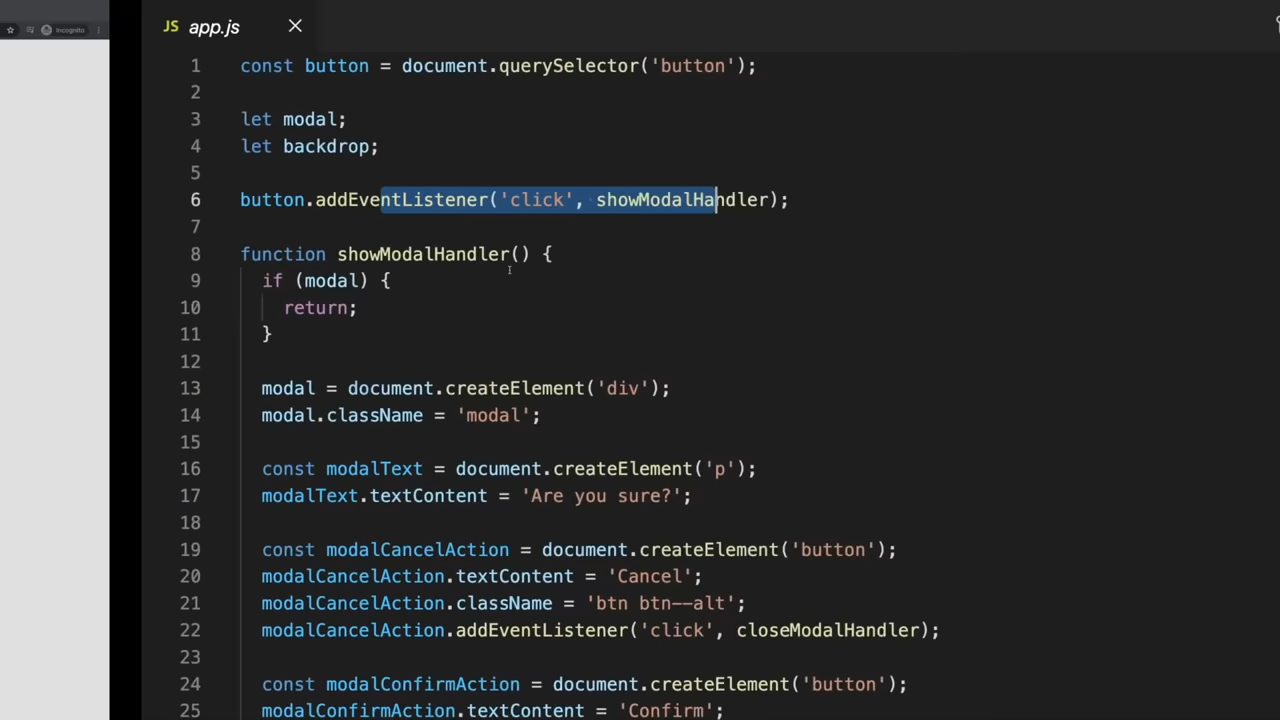 Incognito
JS app.js
1 const button = document.querySelector('button');
2
3 let modal;
4 let backdrop;
5
6 button.addEventListener('click', showModalHandler);
7
8 function showModalHandler() {
9 if (modal) {
10 return;
11 }
12
13 modal = document.createElement('div');
14 modal.className = 'modal';
15
16 const modalText = document.createElement('p');
17 modalText.textContent = 'Are you sure?';
18
19 const modalCancelAction = document.createElement('button');
20 modalCancelAction.textContent = 'Cancel';
21 modalCancelAction.className = 'btn btn--alt';
22 modalCancelAction.addEventListener('click', closeModalHandler);
23
24 const modalConfirmAction = document.createElement('button');
25 modalConfirmAction.textContent = 'Confirm';